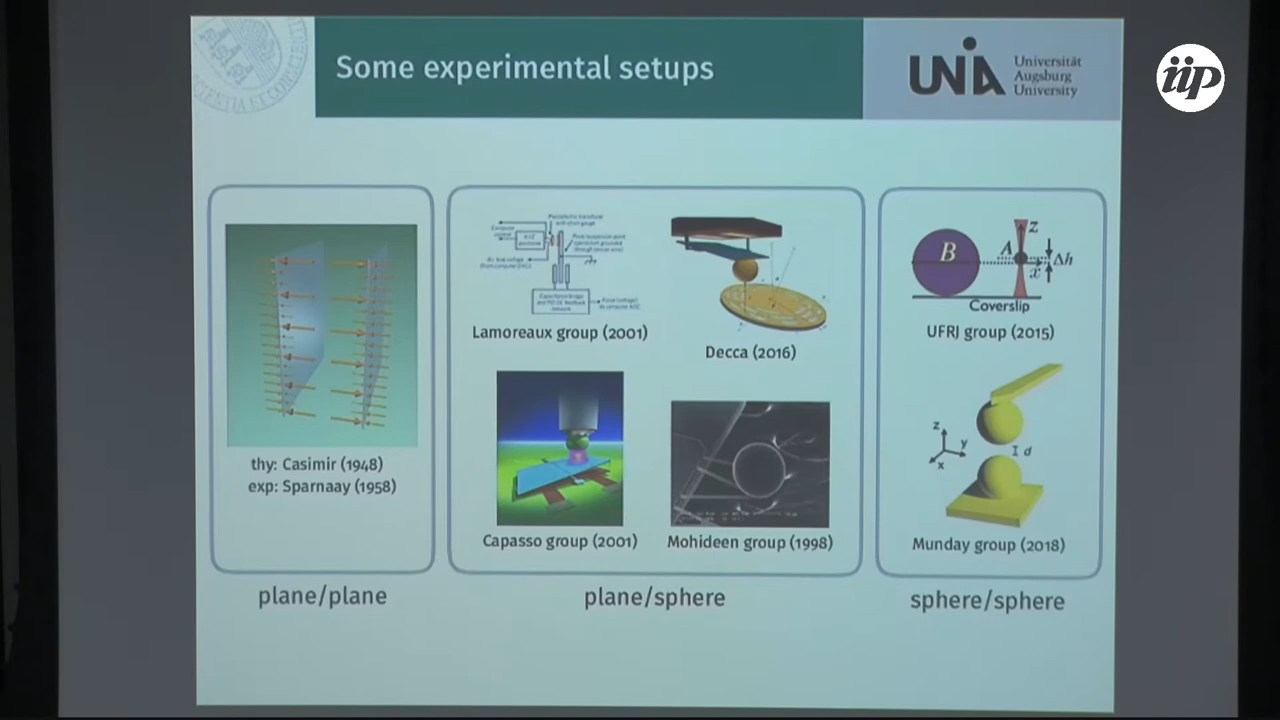 Some experimental setups
UNIA
Universität
Augsburg
University
iip
thy: Casimir (1948)
exp: Sparnaay (1958)
plane/plane
Lamoreaux group (2001)
Decca (2016)
Capasso group (2001)
Mohideen group (1998)
plane/sphere
B
A
z
x
Δh
Coverslip
UFRJ group (2015)
z
y
x
d
Munday group (2018)
sphere/sphere